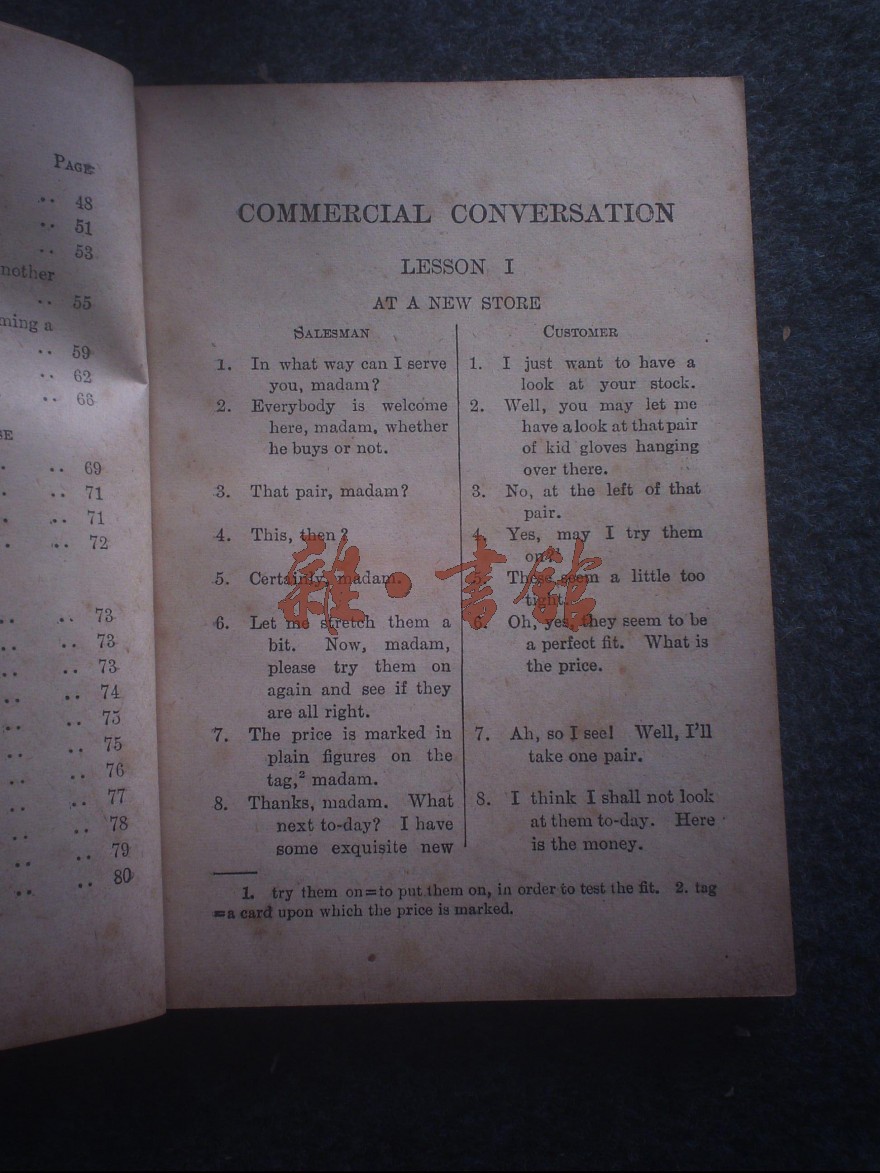 PAGE
.. 48
.. 51
.. 53
nother
.. 55
ming a
.. 59
.. 62
.. 66
SE
.. 69
.. 71
.. 71
.. 72
.. 73
.. 73
.. 73
.. 74
.. 75
.. 75
.. 76
.. 77
.. 78
.. 79
.. 80
COMMERCIAL CONVERSATION
LESSON I
AT A NEW STORE
SALESMAN
1. In what way can I serve
you, madam?
2. Everybody is welcome
here, madam, whether
he buys or not.
3. That pair, madam?
4. This, then?
5. Certainly, madam.
6. Let me stretch them a
bit. Now, madam,
please try them on
again and see if they
are all right.
7. The price is marked in
plain figures on the
tag,² madam.
8. Thanks, madam. What
next to-day? I have
some exquisite new
CUSTOMER
1. I just want to have a
look at your stock.
2. Well, you may let me
have a look at that pair
of kid gloves hanging
over there.
3. No, at the left of that
pair.
4. Yes, may I try them
on?¹
5. These seem a little too
tight.
6. Oh, yes, they seem to be
a perfect fit. What is
the price.
7. Ah, so I see! Well, I'll
take one pair.
8. I think I shall not look
at them to-day. Here
is the money.
1. try them on=to put them on, in order to test the fit. 2. tag
=a card upon which the price is marked.
雜·書館